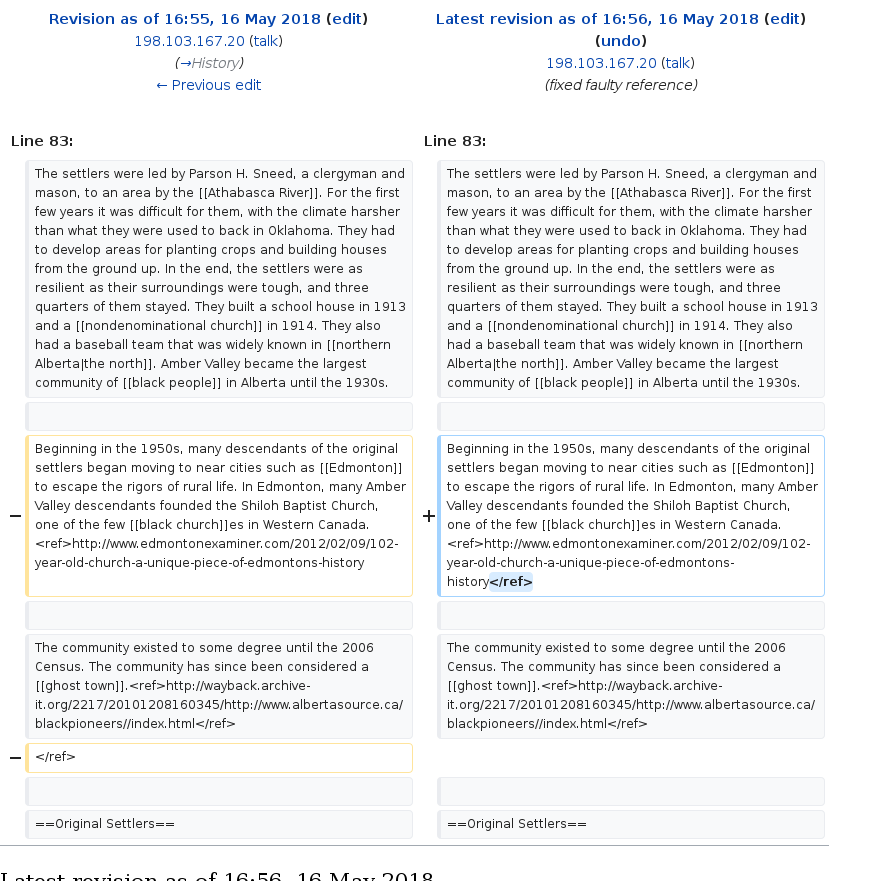 Revision as of 16:55, 16 May 2018 (edit)
198.103.167.20 (talk)
(→History)
← Previous edit
Latest revision as of 16:56, 16 May 2018 (edit)
(undo)
198.103.167.20 (talk)
(fixed faulty reference)
Line 83:
Line 83:
The settlers were led by Parson H. Sneed, a clergyman and
mason, to an area by the [[Athabasca River]]. For the first
few years it was difficult for them, with the climate harsher
than what they were used to back in Oklahoma. They had
to develop areas for planting crops and building houses
from the ground up. In the end, the settlers were as
resilient as their surroundings were tough, and three
quarters of them stayed. They built a school house in 1913
and a [[nondenominational church]] in 1914. They also
had a baseball team that was widely known in [[northern
Alberta|the north]]. Amber Valley became the largest
community of [[black people]] in Alberta until the 1930s.
The settlers were led by Parson H. Sneed, a clergyman and
mason, to an area by the [[Athabasca River]]. For the first
few years it was difficult for them, with the climate harsher
than what they were used to back in Oklahoma. They had
to develop areas for planting crops and building houses
from the ground up. In the end, the settlers were as
resilient as their surroundings were tough, and three
quarters of them stayed. They built a school house in 1913
and a [[nondenominational church]] in 1914. They also
had a baseball team that was widely known in [[northern
Alberta|the north]]. Amber Valley became the largest
community of [[black people]] in Alberta until the 1930s.
−
Beginning in the 1950s, many descendants of the original
settlers began moving to near cities such as [[Edmonton]]
to escape the rigors of rural life. In Edmonton, many Amber
Valley descendants founded the Shiloh Baptist Church,
one of the few [[black church]]es in Western Canada.
<ref>http://www.edmontonexaminer.com/2012/02/09/102-
year-old-church-a-unique-piece-of-edmontons-history
+
Beginning in the 1950s, many descendants of the original
settlers began moving to near cities such as [[Edmonton]]
to escape the rigors of rural life. In Edmonton, many Amber
Valley descendants founded the Shiloh Baptist Church,
one of the few [[black church]]es in Western Canada.
<ref>http://www.edmontonexaminer.com/2012/02/09/102-
year-old-church-a-unique-piece-of-edmontons-
history</ref>
The community existed to some degree until the 2006
Census. The community has since been considered a
[[ghost town]].<ref>http://wayback.archive-
it.org/2217/20101208160345/http://www.albertasource.ca/
blackpioneers//index.html</ref>
The community existed to some degree until the 2006
Census. The community has since been considered a
[[ghost town]].<ref>http://wayback.archive-
it.org/2217/20101208160345/http://www.albertasource.ca/
blackpioneers//index.html</ref>
−
</ref>
==Original Settlers==
==Original Settlers==
Latest revision as of 16:56, 16 May 2018